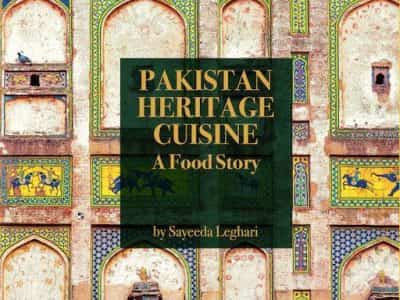 PAKISTAN
HERITAGE
CUISINE
A Food Story
by Sayeeda Leghari